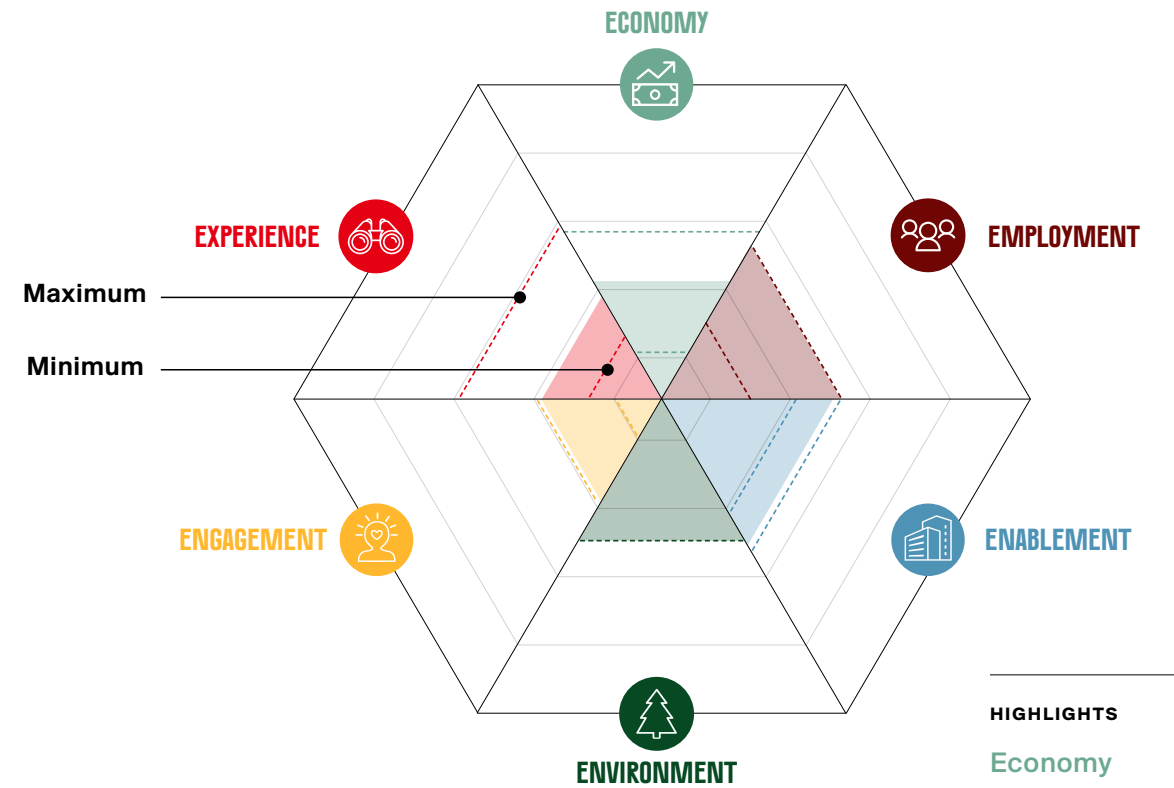 ECONOMY
EXPERIENCE
EMPLOYMENT
Maximum
Minimum
ENGAGEMENT
ENABLEMENT
ENVIRONMENT
HIGHLIGHTS
Economy